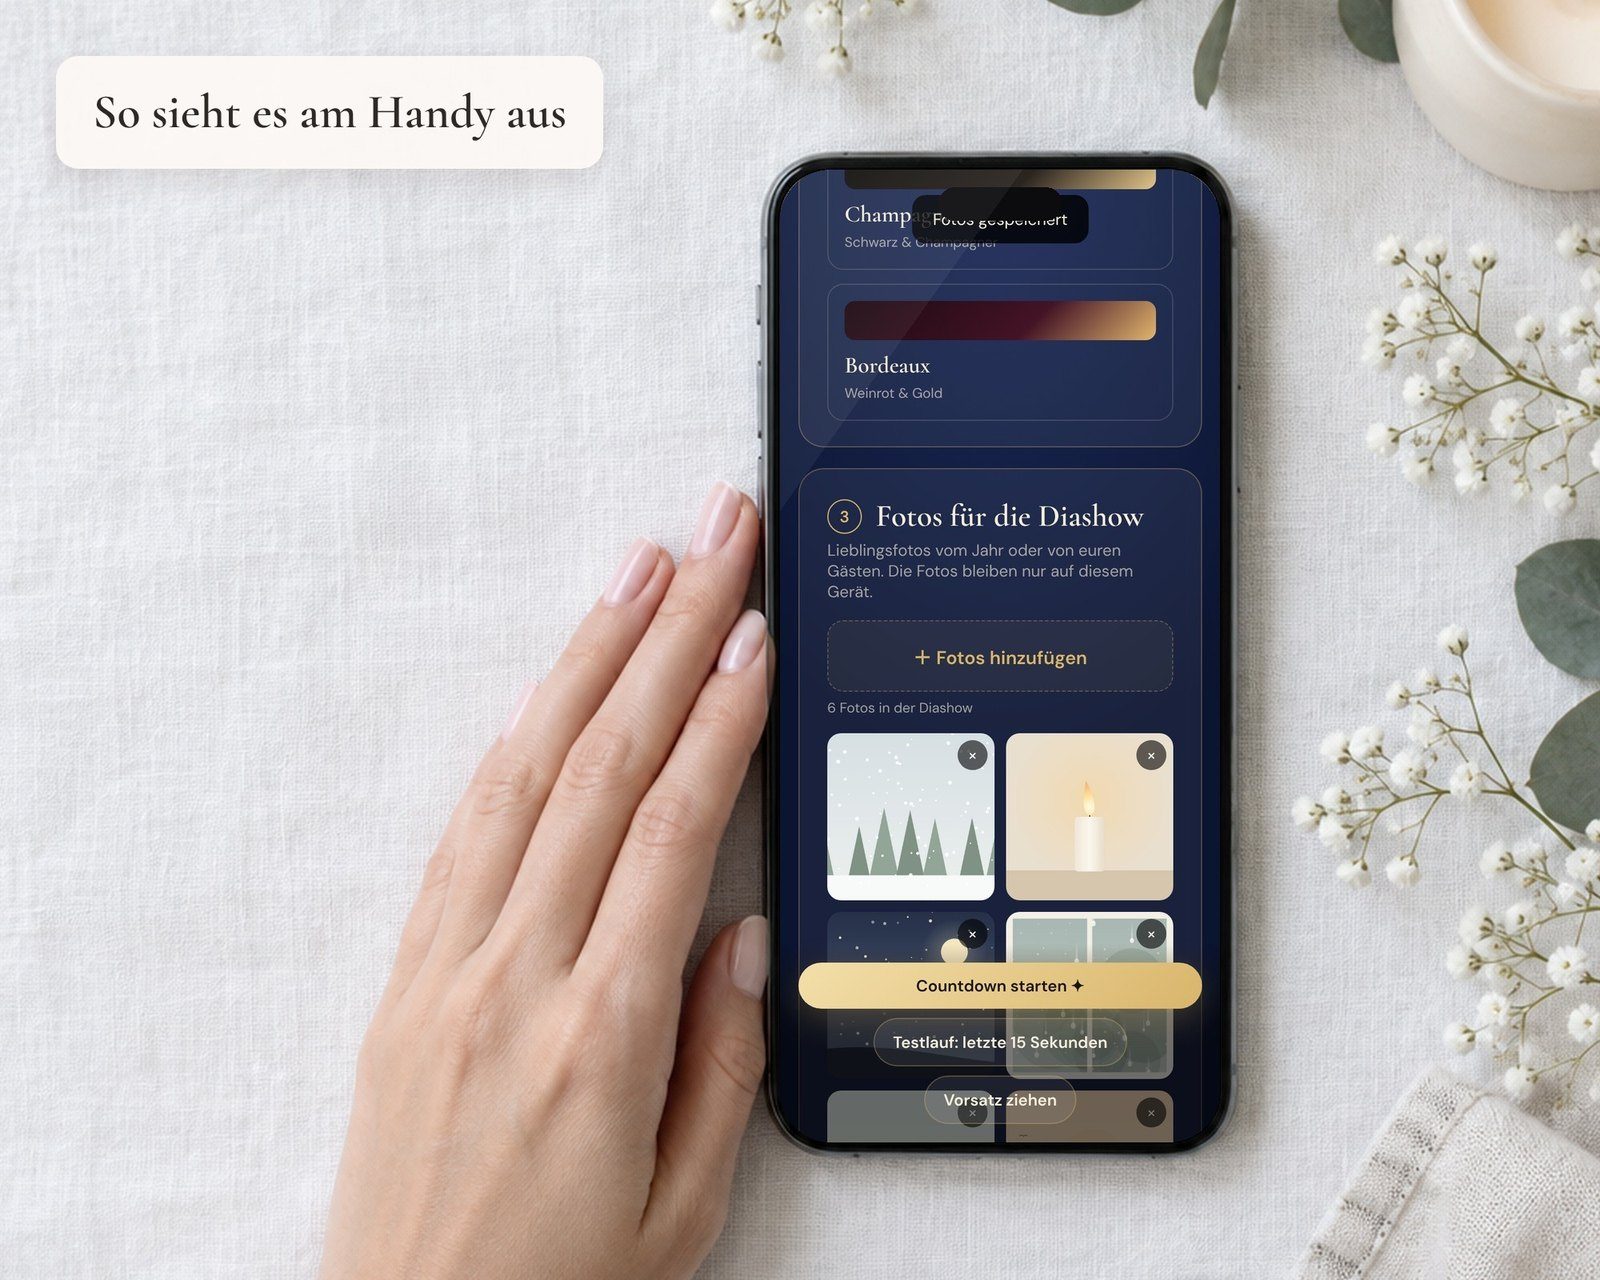 So sieht es am Handy aus
Fotos gespeichert
Schwarz & Champagner
Bordeaux
Weinrot & Gold
3 Fotos für die Diashow
Lieblingsfotos vom Jahr oder von euren
Gästen. Die Fotos bleiben nur auf diesem
Gerät.
+ Fotos hinzufügen
6 Fotos in der Diashow
Countdown starten ✦
Testlauf: letzte 15 Sekunden
Vorsatz ziehen